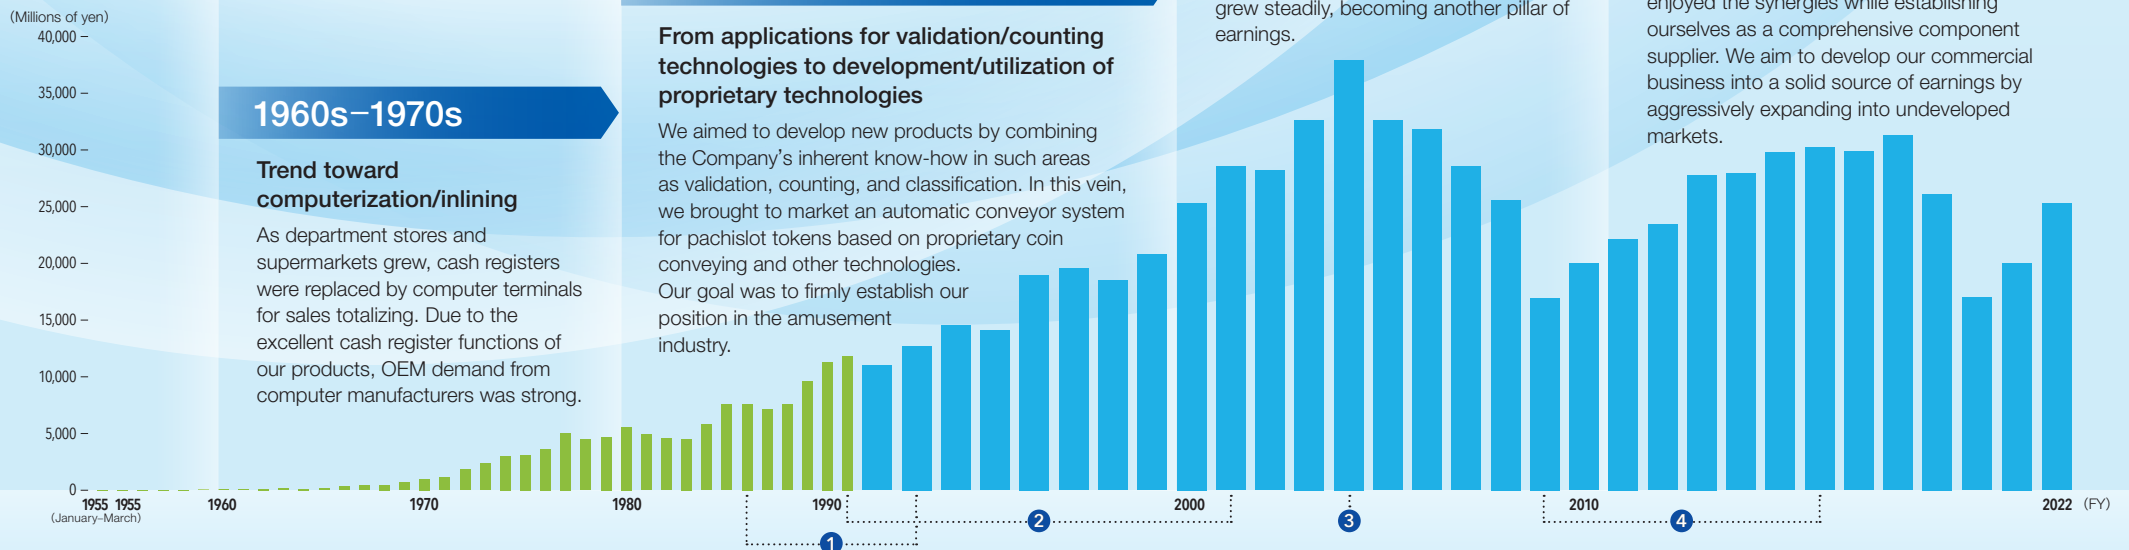 (Millions of yen)
40,000
35,000
30,000
25,000
20,000
15,000
10,000
5,000
0
1960s–1970s
Trend toward
computerization/inlining
As department stores and
supermarkets grew, cash registers
were replaced by computer terminals
for sales totalizing. Due to the
excellent cash register functions of
our products, OEM demand from
computer manufacturers was strong.
From applications for validation/counting
technologies to development/utilization of
proprietary technologies
We aimed to develop new products by combining
the Company's inherent know-how in such areas
as validation, counting, and classification. In this vein,
we brought to market an automatic conveyor system
for pachislot tokens based on proprietary coin
conveying and other technologies.
Our goal was to firmly establish our
position in the amusement
industry.
grew steadily, becoming another pillar of
earnings.
enjoyed the synergies while establishing
ourselves as a comprehensive component
supplier. We aim to develop our commercial
business into a solid source of earnings by
aggressively expanding into undeveloped
markets.
1955 1955 1960 1970 1980 1990 2000 2010 2022 (FY)
(January–March)
2 3 4
1